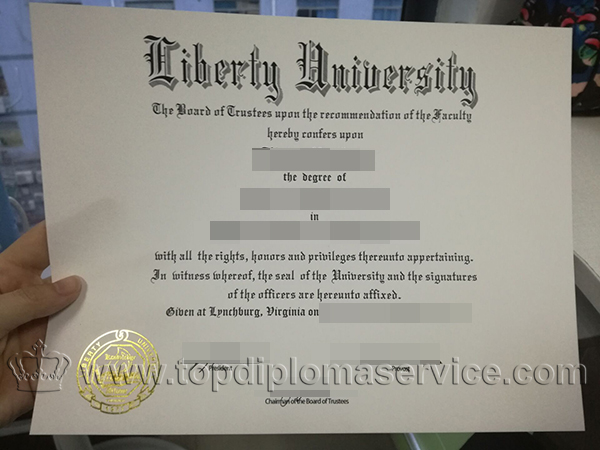 Liberty University
The Board of Trustees upon the recommendation of the Faculty
hereby confers upon
the degree of
in
with all the rights, honors and privileges thereunto appertaining.
In witness whereof, the seal of the University and the signatures
of the officers are hereunto affixed.
Given at Lynchburg, Virginia on
President
Provost
www.topdiplomaservice.com
Chairman of the Board of Trustees